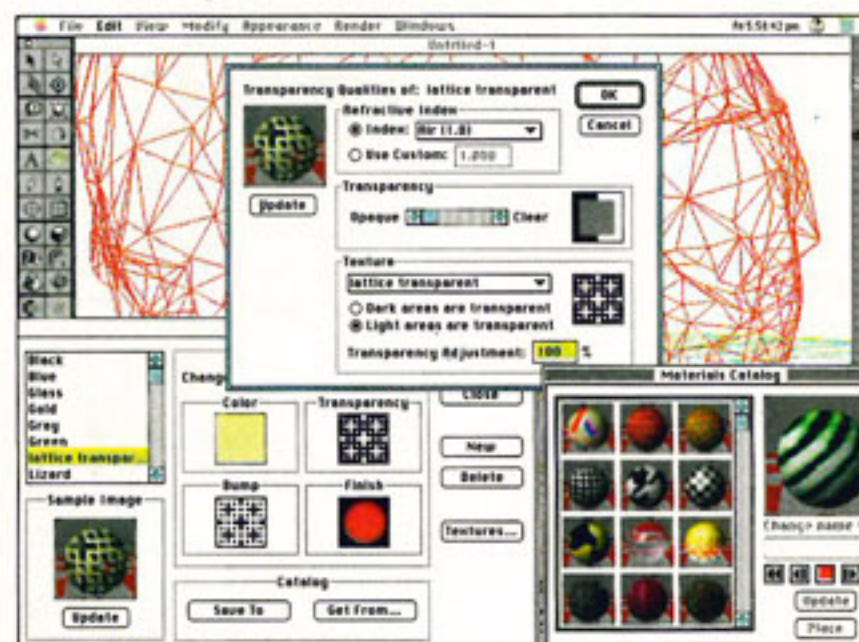 File Edit View Modify Appearance Render Windows
Untitled-1
Transparency Qualities of: lattice transparent
OK
Cancel
Update
Refractive Index
Index: Air (1.0)
Use Custom: 1.000
Transparency
Opaque Clear
Texture
lattice transparent
Dark areas are transparent
Light areas are transparent
Transparency Adjustment: 100 %
Black
Blue
Glass
Gold
Gray
Green
lattice transpar...
Lizard
Sample Image
Update
Color
Transparency
Bump
Finish
Catalog
Save To
Get From...
Close
New
Delete
Textures...
Materials Catalog
Change name
Update
Place